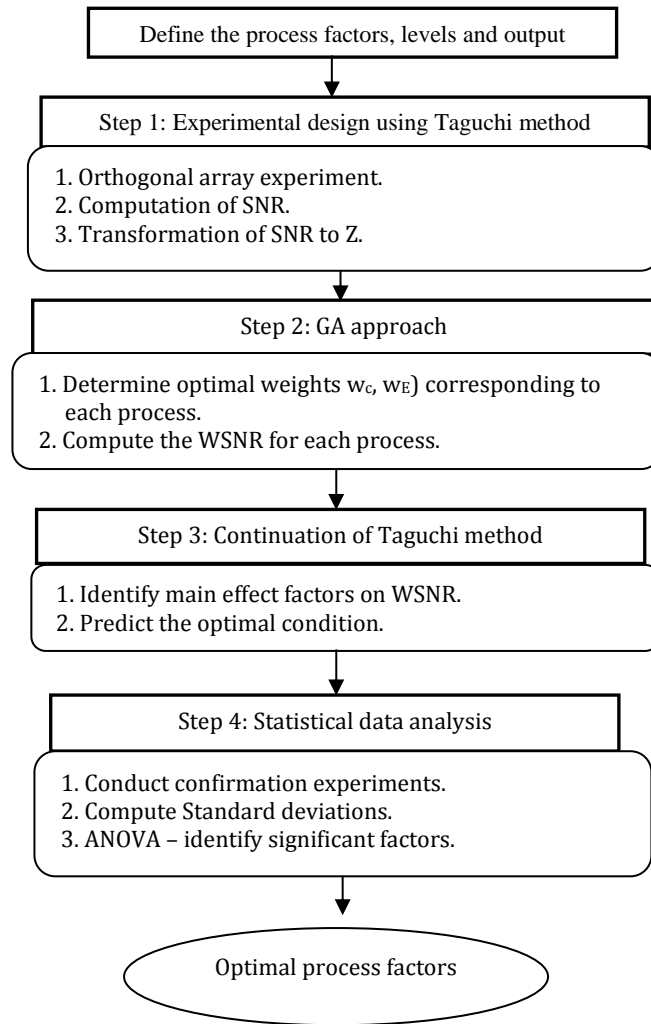 Define the process factors, levels and output
Step 1: Experimental design using Taguchi method
1. Orthogonal array experiment.
2. Computation of SNR.
3. Transformation of SNR to Z.
Step 2: GA approach
1. Determine optimal weights wc, wE) corresponding to
each process.
2. Compute the WSNR for each process.
Step 3: Continuation of Taguchi method
1. Identify main effect factors on WSNR.
2. Predict the optimal condition.
Step 4: Statistical data analysis
1. Conduct confirmation experiments.
2. Compute Standard deviations.
3. ANOVA – identify significant factors.
Optimal process factors